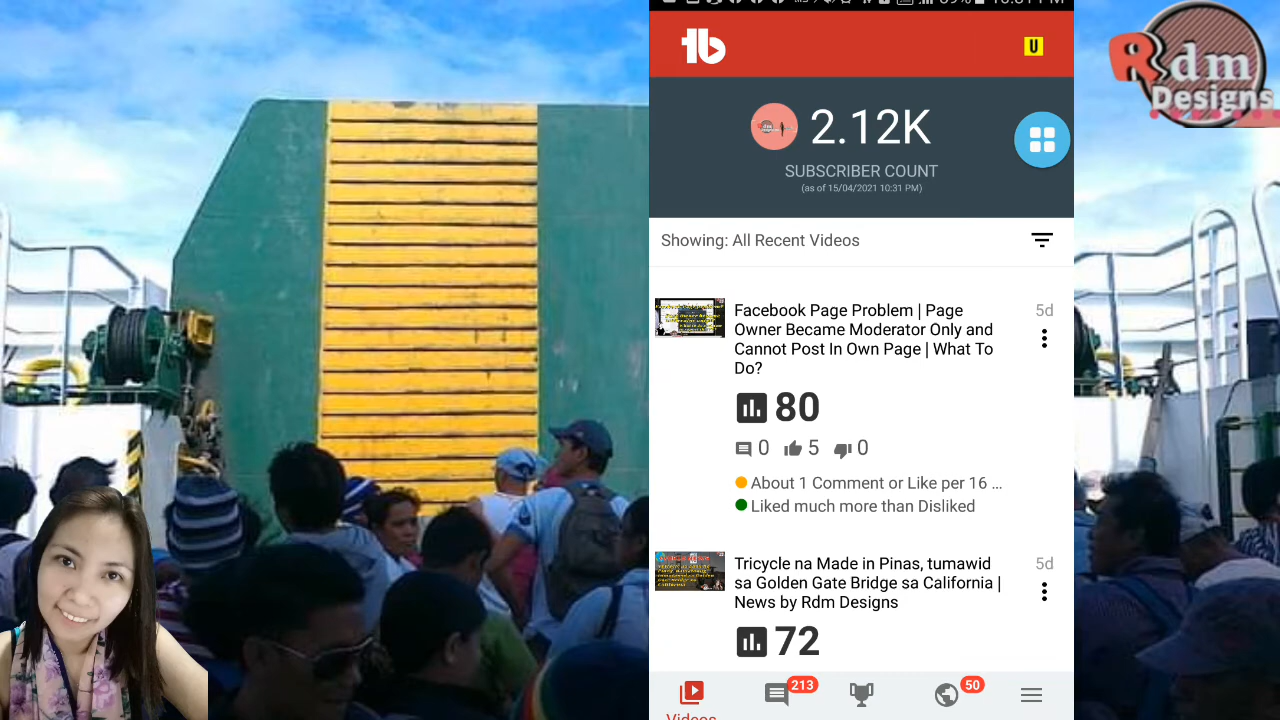 tb
U
Rdm
Designs
2.12K
SUBSCRIBER COUNT
(as of 15/04/2021 10:31 PM)
Showing: All Recent Videos
Facebook Page Problem | Page
Owner Became Moderator Only and
Cannot Post In Own Page | What To
Do?
5d
80
0 5 0
About 1 Comment or Like per 16 ...
Liked much more than Disliked
Tricycle na Made in Pinas, tumawid
sa Golden Gate Bridge sa California |
News by Rdm Designs
5d
72
213
50
Videos